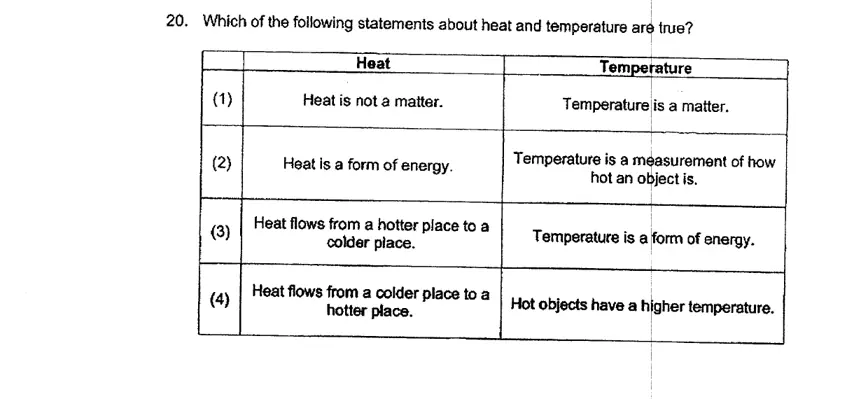 20. Which of the following statements about heat and temperature are true?
Heat Temperature
(1) Heat is not a matter. Temperature is a matter.
(2) Heat is a form of energy. Temperature is a measurement of how
hot an object is.
(3) Heat flows from a hotter place to a
colder place. Temperature is a form of energy.
(4) Heat flows from a colder place to a
hotter place. Hot objects have a higher temperature.